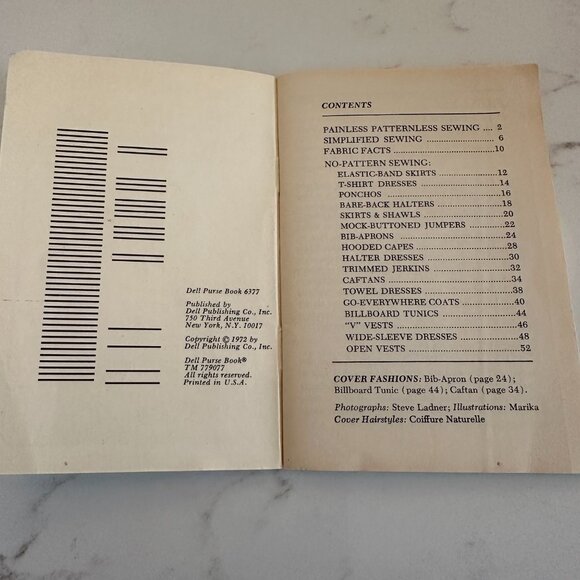 Dell Purse Book 6377
Published by
Dell Publishing Co., Inc.
750 Third Avenue
New York, N.Y. 10017
Copyright © 1972 by
Dell Publishing Co., Inc.
Dell Purse Book®
TM 779077
All rights reserved.
Printed in U.S.A.
CONTENTS
PAINLESS PATTERNLESS SEWING .... 2
SIMPLIFIED SEWING .................... 6
FABRIC FACTS ..........................10
NO-PATTERN SEWING:
ELASTIC-BAND SKIRTS ................12
T-SHIRT DRESSES ......................14
PONCHOS ..............................16
BARE-BACK HALTERS ..................18
SKIRTS & SHAWLS ......................20
MOCK-BUTTONED JUMPERS ............22
BIB-APRONS ............................24
HOODED CAPES ........................28
HALTER DRESSES ......................30
TRIMMED JERKINS ....................32
CAFTANS ..............................34
TOWEL DRESSES ......................38
GO-EVERYWHERE COATS ..............40
BILLBOARD TUNICS ....................44
"V" VESTS ..............................46
WIDE-SLEEVE DRESSES ................48
OPEN VESTS ............................52
COVER FASHIONS: Bib-Apron (page 24);
Billboard Tunic (page 44); Caftan (page 34).
Photographs: Steve Ladner; Illustrations: Marika
Cover Hairstyles: Coiffure Naturelle